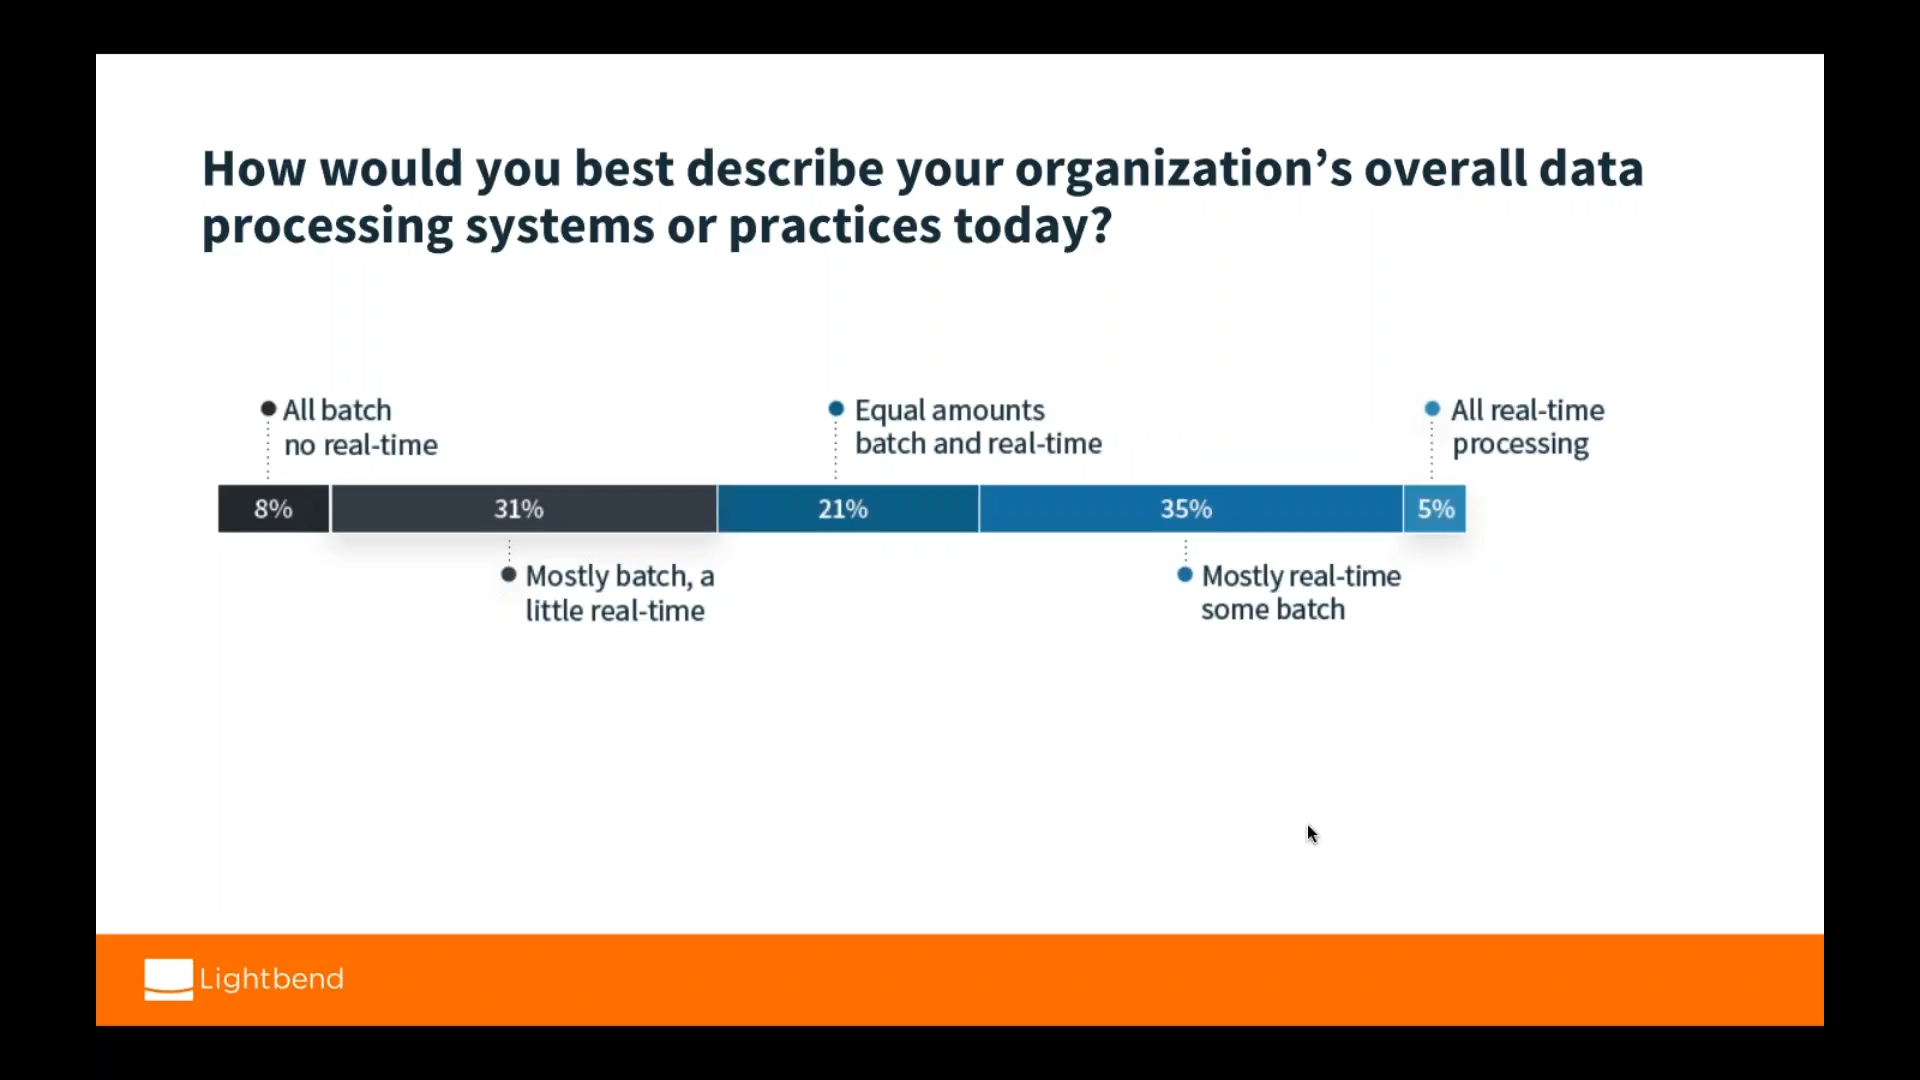 How would you best describe your organization’s overall data
processing systems or practices today?
All batch
no real-time
Equal amounts
batch and real-time
All real-time
processing
8%
31%
21%
35%
5%
Mostly batch, a
little real-time
Mostly real-time
some batch
Lightbend